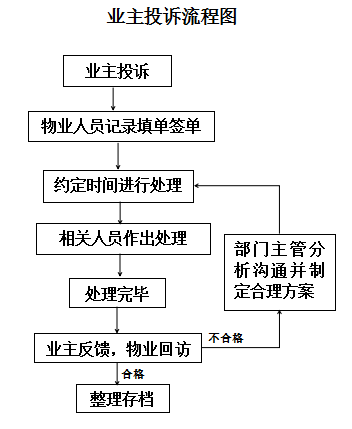 业主投诉流程图
业主投诉
物业人员记录填单签单
约定时间进行处理
相关人员作出处理
部门主管分
析沟通并制
定合理方案
处理完毕
业主反馈，物业回访
不合格
合格
整理存档